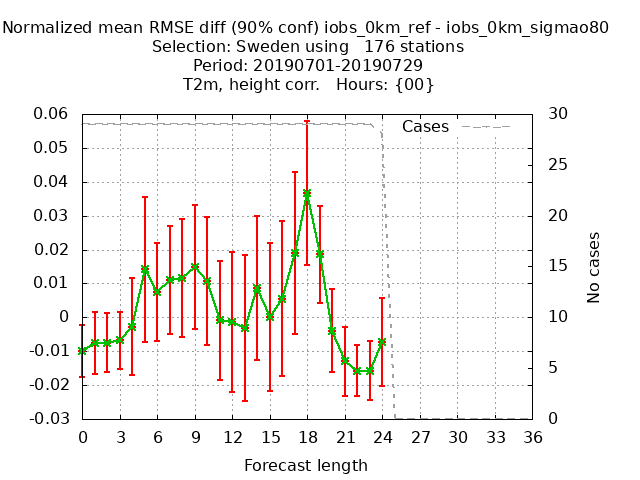 Normalized mean RMSE diff (90% conf) iobs_0km_ref - iobs_0km_sigmao80
Selection: Sweden using   176 stations
Period: 20190701-20190729
T2m, height corr.   Hours: {00}
Cases
0.06
0.05
0.04
0.03
0.02
0.01
0
-0.01
-0.02
-0.03
30
25
20
15
10
5
0
No cases
0 3 6 9 12 15 18 21 24 27 30 33 36
Forecast length